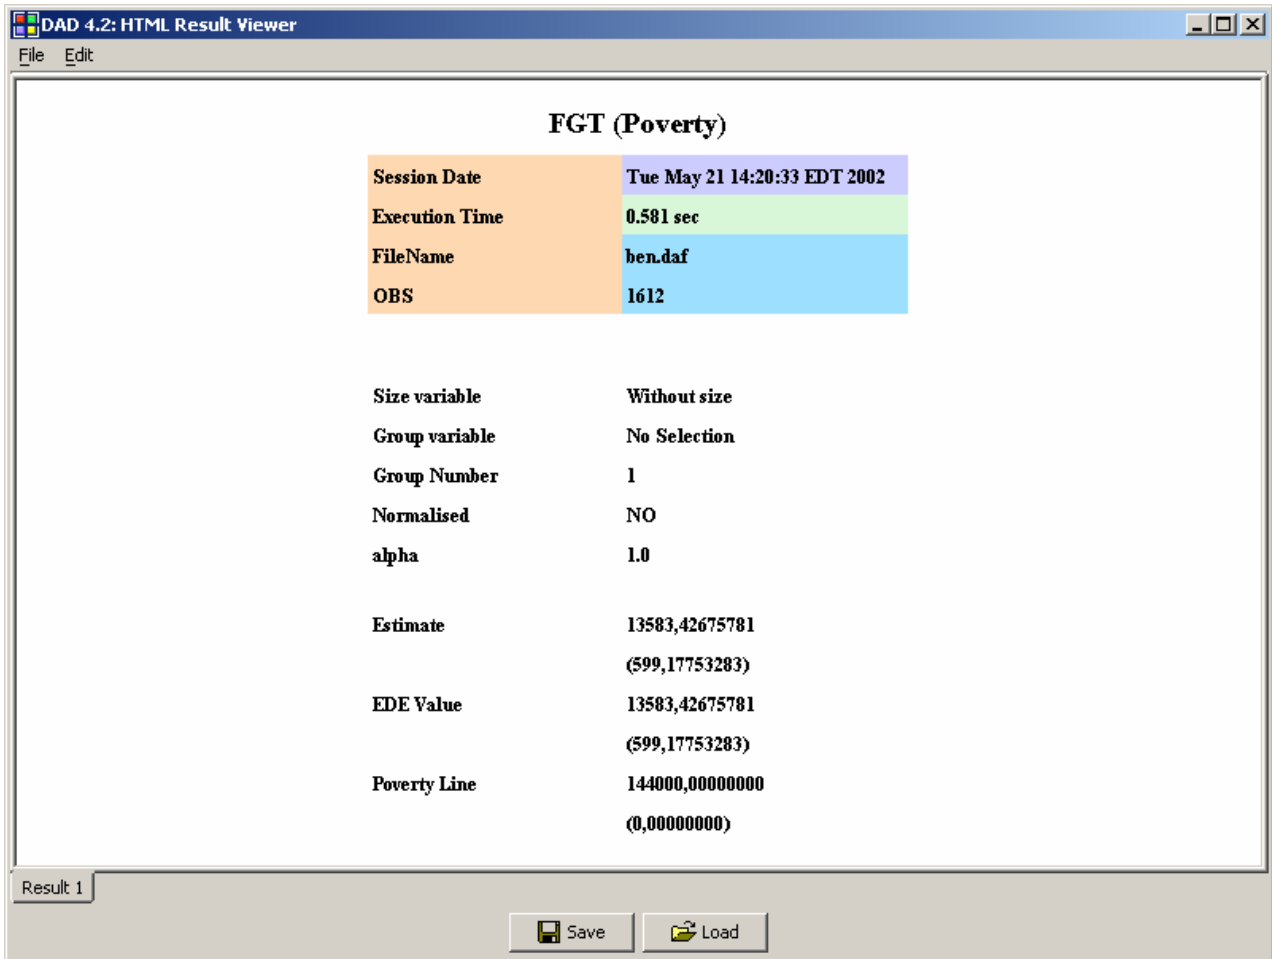 DAD 4.2: HTML Result Viewer
File Edit
FGT (Poverty)
Session Date Tue May 21 14:20:33 EDT 2002
Execution Time 0.581 sec
FileName ben.daf
OBS 1612
Size variable Without size
Group variable No Selection
Group Number 1
Normalised NO
alpha 1.0
Estimate 13583,42675781
(599,17753283)
EDE Value 13583,42675781
(599,17753283)
Poverty Line 144000,00000000
(0,00000000)
Result 1
Save Load